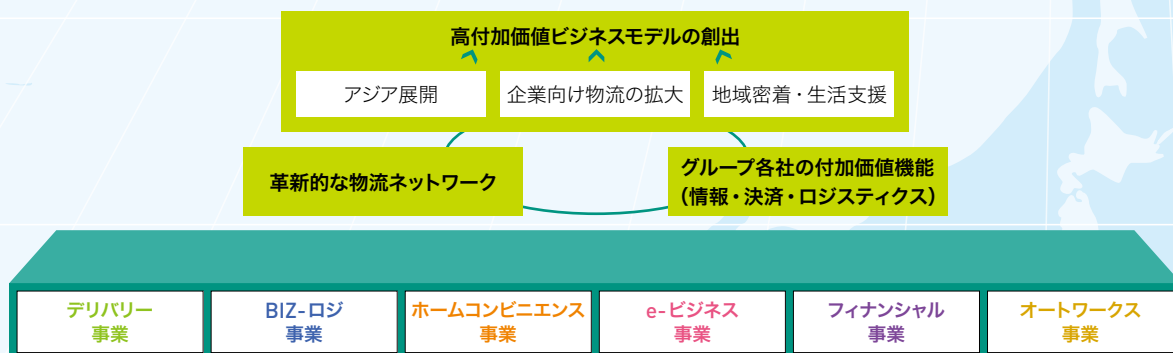 高付加価値ビジネスモデルの創出
アジア展開
企業向け物流の拡大
地域密着・生活支援
革新的な物流ネットワーク
グループ各社の付加価値機能
(情報・決済・ロジスティクス)
デリバリー
事業
BIZ-ロジ
事業
ホームコンビニエンス
事業
e-ビジネス
事業
フィナンシャル
事業
オートワークス
事業